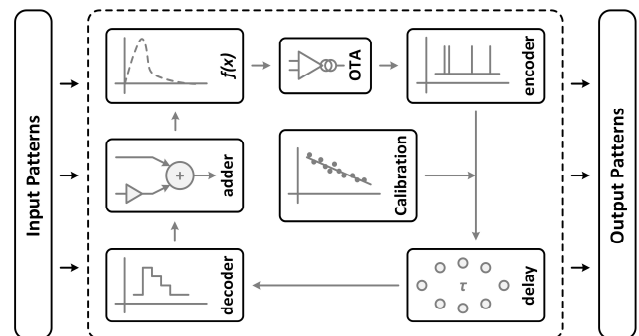 Input Patterns
f(x)
OTA
encoder
+
adder
Calibration
decoder
τ
delay
Output Patterns